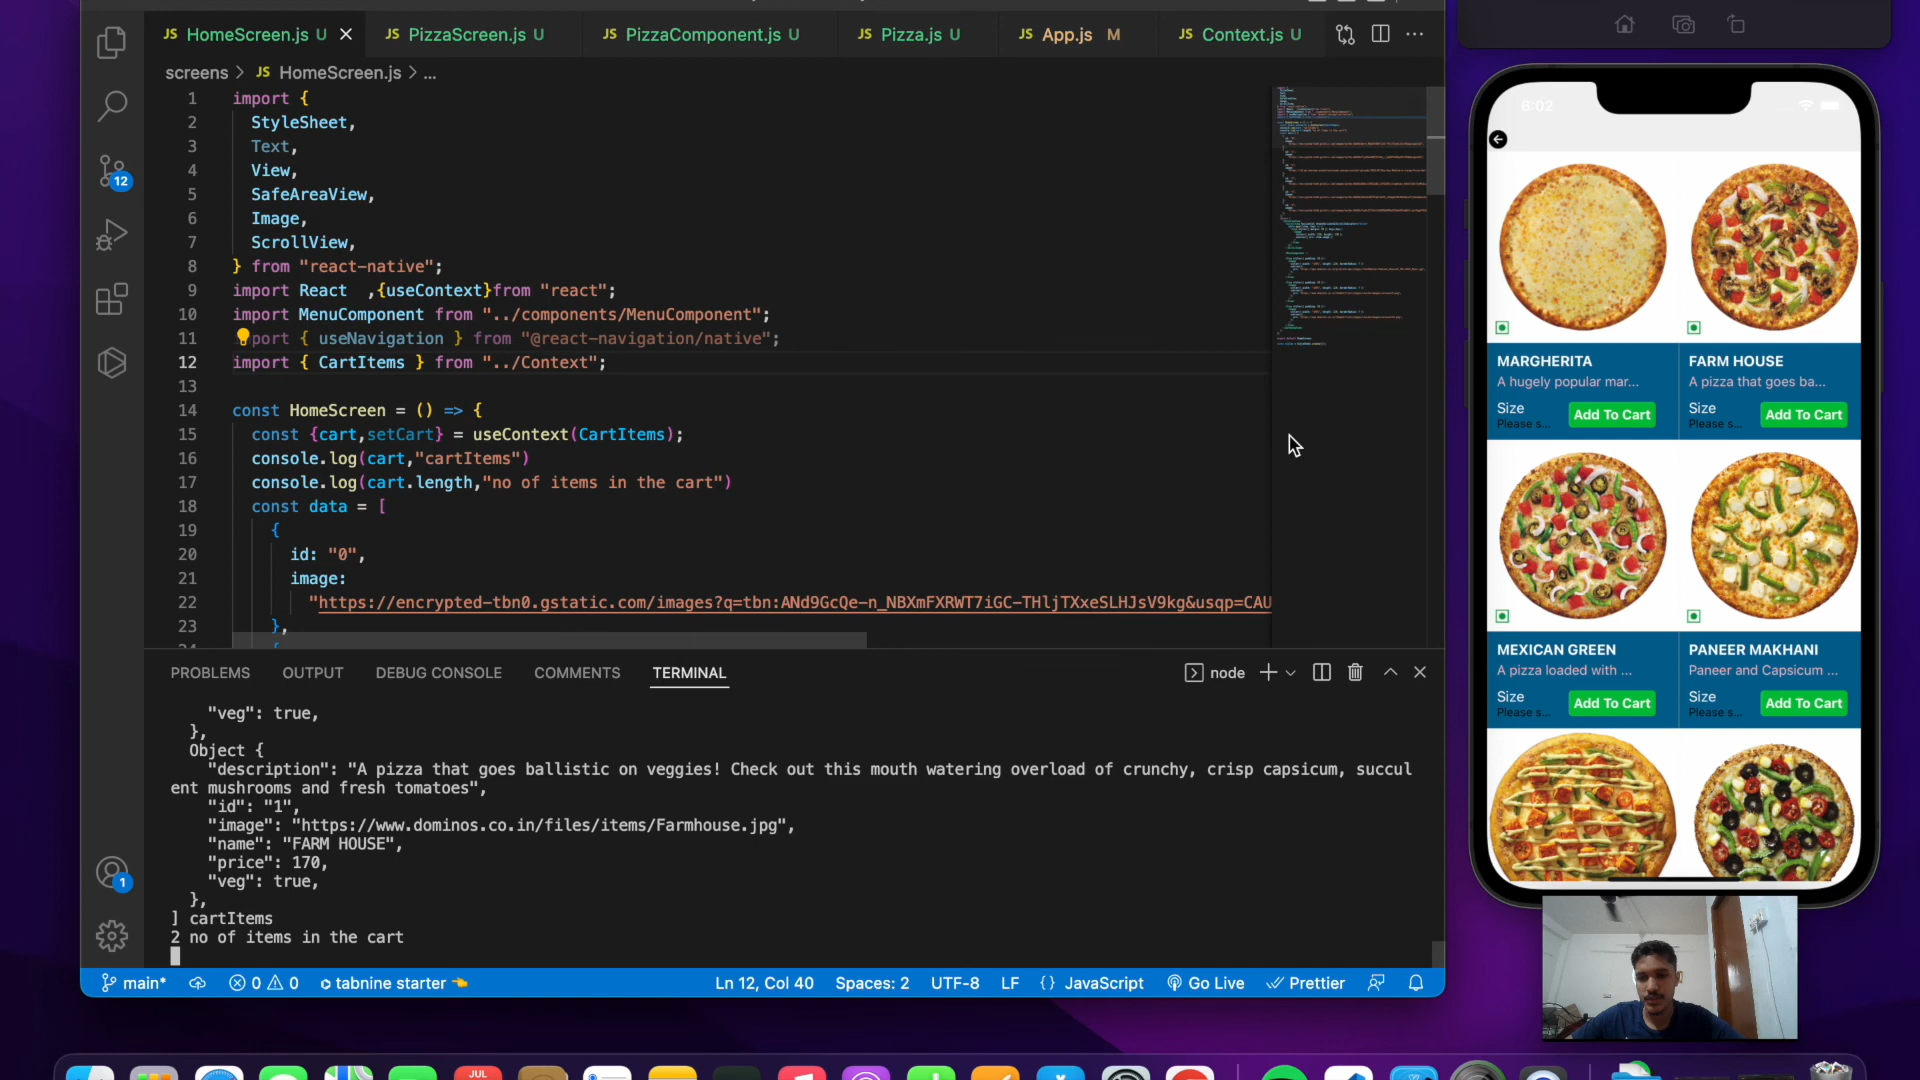 JS HomeScreen.js U
JS PizzaScreen.js U
JS PizzaComponent.js U
JS Pizza.js U
JS App.js M
JS Context.js U
screens > JS HomeScreen.js > ...
1 import {
2 StyleSheet,
3 Text,
4 View,
5 SafeAreaView,
6 Image,
7 ScrollView,
8 } from "react-native";
9 import React ,{useContext}from "react";
10 import MenuComponent from "../components/MenuComponent";
11 port { useNavigation } from "@react-navigation/native";
12 import { CartItems } from "../Context";
13
14 const HomeScreen = () => {
15 const {cart,setCart} = useContext(CartItems);
16 console.log(cart,"cartItems")
17 console.log(cart.length,"no of items in the cart")
18 const data = [
19 {
20 id: "0",
21 image:
22 "https://encrypted-tbn0.gstatic.com/images?q=tbn:ANd9GcQe-n_NBXmFXRWT7iGC-THljTXxeSLHJsV9kg&usqp=CAU
23 },
12
1
PROBLEMS
OUTPUT
DEBUG CONSOLE
COMMENTS
TERMINAL
node
"veg": true,
},
Object {
"description": "A pizza that goes ballistic on veggies! Check out this mouth watering overload of crunchy, crisp capsicum, succul
ent mushrooms and fresh tomatoes",
"id": "1",
"image": "https://www.dominos.co.in/files/items/Farmhouse.jpg",
"name": "FARM HOUSE",
"price": 170,
"veg": true,
},
] cartItems
2 no of items in the cart
main*
0
0
tabnine starter
Ln 12, Col 40
Spaces: 2
UTF-8
LF
{} JavaScript
Go Live
Prettier
6:02
MARGHERITA
A hugely popular mar...
Size
Please s...
Add To Cart
FARM HOUSE
A pizza that goes ba...
Size
Please s...
Add To Cart
MEXICAN GREEN
A pizza loaded with ...
Size
Please s...
Add To Cart
PANEER MAKHANI
Paneer and Capsicum ...
Size
Please s...
Add To Cart
JUL